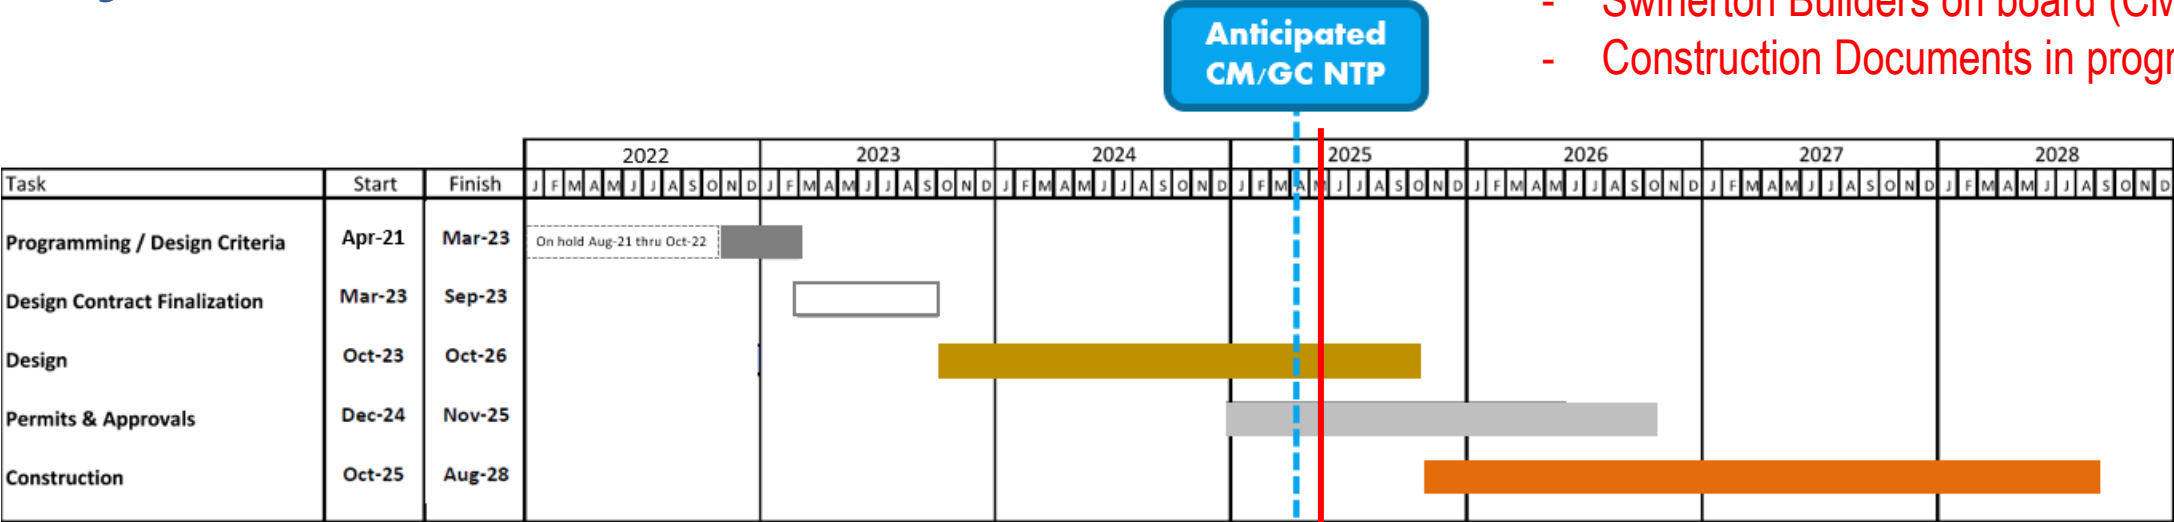 - Swinerton Builders on board (CM
- Construction Documents in progr
Anticipated
CM/GC NTP
2022 2023 2024 2025 2026 2027 2028
Task Start Finish J F M A M J J A S O N D J F M A M J J A S O N D J F M A M J J A S O N D J F M A M J J A S O N D J F M A M J J A S O N D J F M A M J J A S O N D J F M A M J J A S O N D
Programming / Design Criteria Apr-21 Mar-23 On hold Aug-21 thru Oct-22
Design Contract Finalization Mar-23 Sep-23
Design Oct-23 Oct-26
Permits & Approvals Dec-24 Nov-25
Construction Oct-25 Aug-28